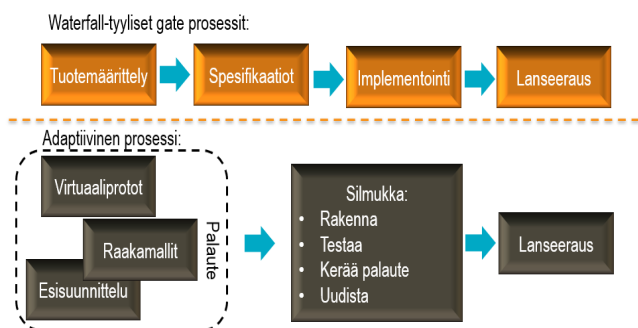 Waterfall-tyyliset gate prosessit:
Tuotemäärittely
Spesifikaatiot
Implementointi
Lanseeraus
Adaptiivinen prosessi:
Virtuaaliprotot
Raakamallit
Esisuunnittelu
Palaute
Silmukka:
• Rakenna
• Testaa
• Kerää palaute
• Uudista
Lanseeraus